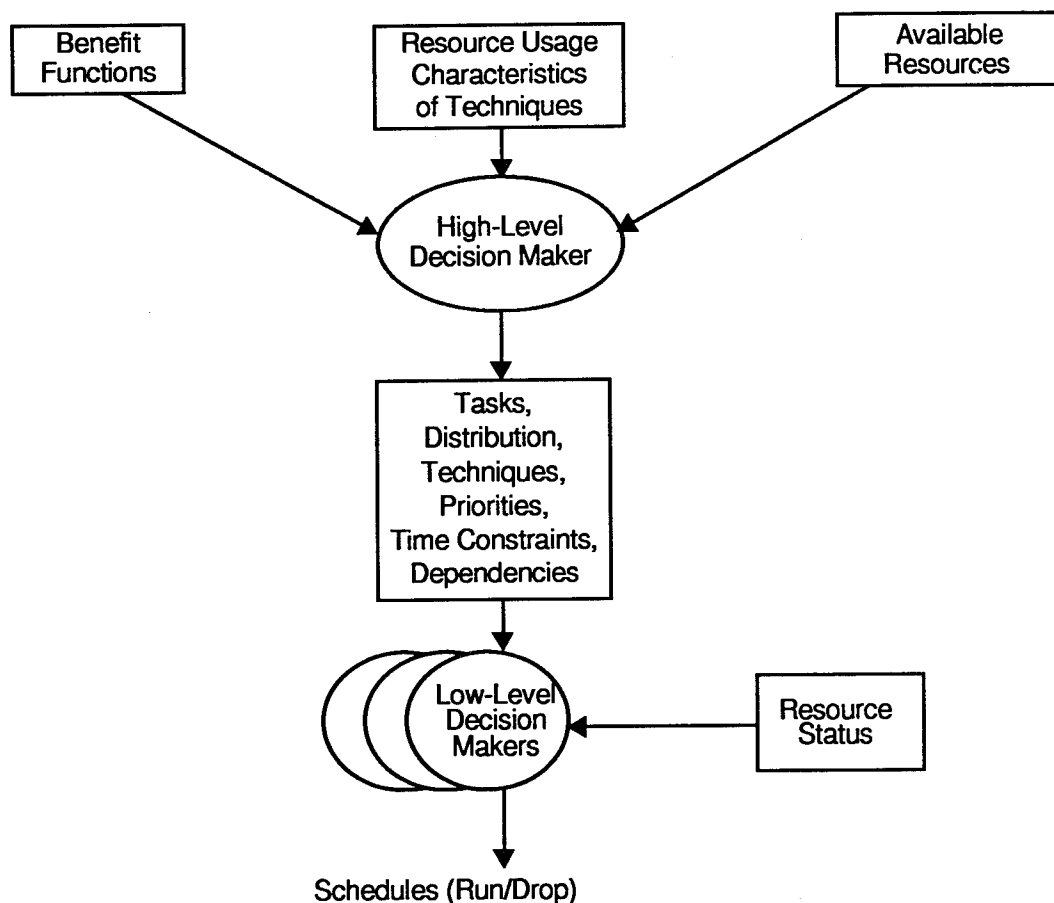 Benefit
Functions
Resource Usage
Characteristics
of Techniques
Available
Resources
High-Level
Decision Maker
Tasks,
Distribution,
Techniques,
Priorities,
Time Constraints,
Dependencies
Low-Level
Decision
Makers
Resource
Status
Schedules (Run/Drop)